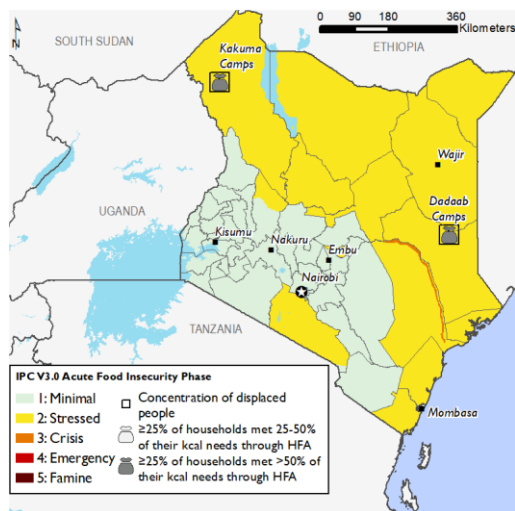 0 90 180 360
Kilometers
N
SOUTH SUDAN
ETHIOPIA
Kakuma
Camps
Wajir
Dadaab
Camps
UGANDA
Kisumu
Nakuru
Embu
Nairobi
TANZANIA
Mombasa
IPC V3.0 Acute Food Insecurity Phase
1: Minimal
2: Stressed
3: Crisis
4: Emergency
5: Famine
Concentration of displaced
people
≥25% of households met 25-50%
of their kcal needs through HFA
≥25% of households met >50% of
their kcal needs through HFA